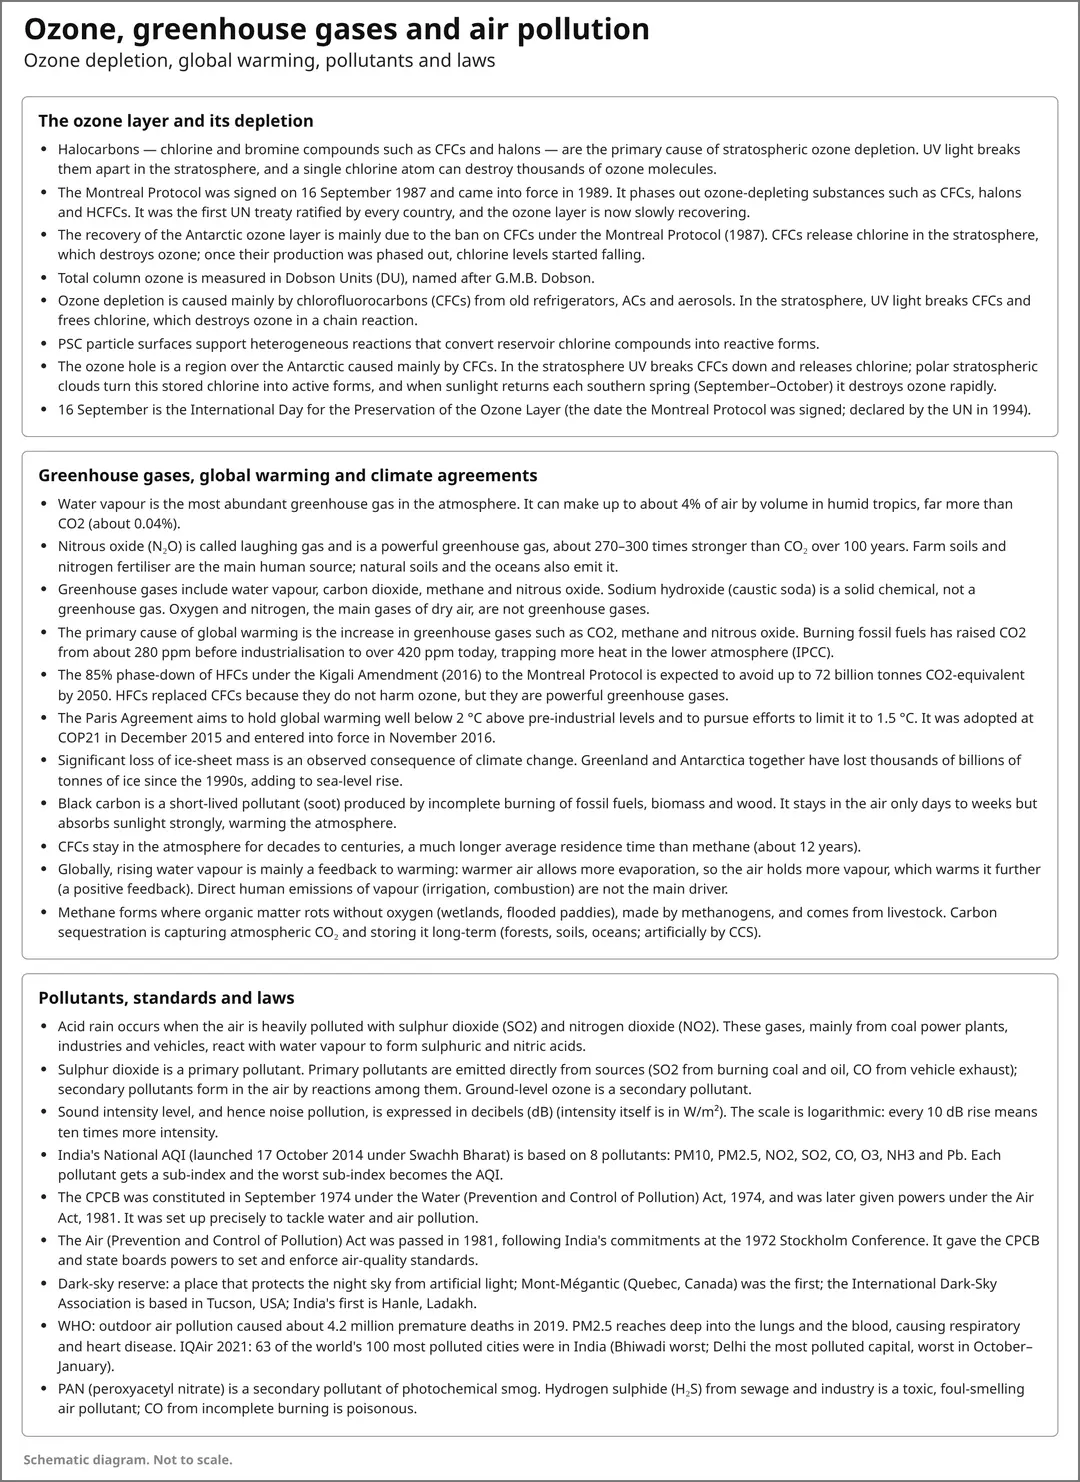 Ozone, greenhouse gases and air pollution
Ozone depletion, global warming, pollutants and laws
The ozone layer and its depletion
• Halocarbons — chlorine and bromine compounds such as CFCs and halons — are the primary cause of stratospheric ozone depletion. UV light breaks
them apart in the stratosphere, and a single chlorine atom can destroy thousands of ozone molecules.
• The Montreal Protocol was signed on 16 September 1987 and came into force in 1989. It phases out ozone-depleting substances such as CFCs, halons
and HCFCs. It was the first UN treaty ratified by every country, and the ozone layer is now slowly recovering.
• The recovery of the Antarctic ozone layer is mainly due to the ban on CFCs under the Montreal Protocol (1987). CFCs release chlorine in the stratosphere,
which destroys ozone; once their production was phased out, chlorine levels started falling.
• Total column ozone is measured in Dobson Units (DU), named after G.M.B. Dobson.
• Ozone depletion is caused mainly by chlorofluorocarbons (CFCs) from old refrigerators, ACs and aerosols. In the stratosphere, UV light breaks CFCs and
frees chlorine, which destroys ozone in a chain reaction.
• PSC particle surfaces support heterogeneous reactions that convert reservoir chlorine compounds into reactive forms.
• The ozone hole is a region over the Antarctic caused mainly by CFCs. In the stratosphere UV breaks CFCs down and releases chlorine; polar stratospheric
clouds turn this stored chlorine into active forms, and when sunlight returns each southern spring (September–October) it destroys ozone rapidly.
• 16 September is the International Day for the Preservation of the Ozone Layer (the date the Montreal Protocol was signed; declared by the UN in 1994).
Greenhouse gases, global warming and climate agreements
• Water vapour is the most abundant greenhouse gas in the atmosphere. It can make up to about 4% of air by volume in humid tropics, far more than
CO2 (about 0.04%).
• Nitrous oxide (N₂O) is called laughing gas and is a powerful greenhouse gas, about 270–300 times stronger than CO₂ over 100 years. Farm soils and
nitrogen fertiliser are the main human source; natural soils and the oceans also emit it.
• Greenhouse gases include water vapour, carbon dioxide, methane and nitrous oxide. Sodium hydroxide (caustic soda) is a solid chemical, not a
greenhouse gas. Oxygen and nitrogen, the main gases of dry air, are not greenhouse gases.
• The primary cause of global warming is the increase in greenhouse gases such as CO2, methane and nitrous oxide. Burning fossil fuels has raised CO2
from about 280 ppm before industrialisation to over 420 ppm today, trapping more heat in the lower atmosphere (IPCC).
• The 85% phase-down of HFCs under the Kigali Amendment (2016) to the Montreal Protocol is expected to avoid up to 72 billion tonnes CO2-equivalent
by 2050. HFCs replaced CFCs because they do not harm ozone, but they are powerful greenhouse gases.
• The Paris Agreement aims to hold global warming well below 2 °C above pre-industrial levels and to pursue efforts to limit it to 1.5 °C. It was adopted at
COP21 in December 2015 and entered into force in November 2016.
• Significant loss of ice-sheet mass is an observed consequence of climate change. Greenland and Antarctica together have lost thousands of billions of
tonnes of ice since the 1990s, adding to sea-level rise.
• Black carbon is a short-lived pollutant (soot) produced by incomplete burning of fossil fuels, biomass and wood. It stays in the air only days to weeks but
absorbs sunlight strongly, warming the atmosphere.
• CFCs stay in the atmosphere for decades to centuries, a much longer average residence time than methane (about 12 years).
• Globally, rising water vapour is mainly a feedback to warming: warmer air allows more evaporation, so the air holds more vapour, which warms it further
(a positive feedback). Direct human emissions of vapour (irrigation, combustion) are not the main driver.
• Methane forms where organic matter rots without oxygen (wetlands, flooded paddies), made by methanogens, and comes from livestock. Carbon
sequestration is capturing atmospheric CO₂ and storing it long-term (forests, soils, oceans; artificially by CCS).
Pollutants, standards and laws
• Acid rain occurs when the air is heavily polluted with sulphur dioxide (SO2) and nitrogen dioxide (NO2). These gases, mainly from coal power plants,
industries and vehicles, react with water vapour to form sulphuric and nitric acids.
• Sulphur dioxide is a primary pollutant. Primary pollutants are emitted directly from sources (SO2 from burning coal and oil, CO from vehicle exhaust);
secondary pollutants form in the air by reactions among them. Ground-level ozone is a secondary pollutant.
• Sound intensity level, and hence noise pollution, is expressed in decibels (dB) (intensity itself is in W/m²). The scale is logarithmic: every 10 dB rise means
ten times more intensity.
• India's National AQI (launched 17 October 2014 under Swachh Bharat) is based on 8 pollutants: PM10, PM2.5, NO2, SO2, CO, O3, NH3 and Pb. Each
pollutant gets a sub-index and the worst sub-index becomes the AQI.
• The CPCB was constituted in September 1974 under the Water (Prevention and Control of Pollution) Act, 1974, and was later given powers under the Air
Act, 1981. It was set up precisely to tackle water and air pollution.
• The Air (Prevention and Control of Pollution) Act was passed in 1981, following India's commitments at the 1972 Stockholm Conference. It gave the CPCB
and state boards powers to set and enforce air-quality standards.
• Dark-sky reserve: a place that protects the night sky from artificial light; Mont-Mégantic (Quebec, Canada) was the first; the International Dark-Sky
Association is based in Tucson, USA; India's first is Hanle, Ladakh.
• WHO: outdoor air pollution caused about 4.2 million premature deaths in 2019. PM2.5 reaches deep into the lungs and the blood, causing respiratory
and heart disease. IQAir 2021: 63 of the world's 100 most polluted cities were in India (Bhiwadi worst; Delhi the most polluted capital, worst in October–
January).
• PAN (peroxyacetyl nitrate) is a secondary pollutant of photochemical smog. Hydrogen sulphide (H₂S) from sewage and industry is a toxic, foul-smelling
air pollutant; CO from incomplete burning is poisonous.
Schematic diagram. Not to scale.